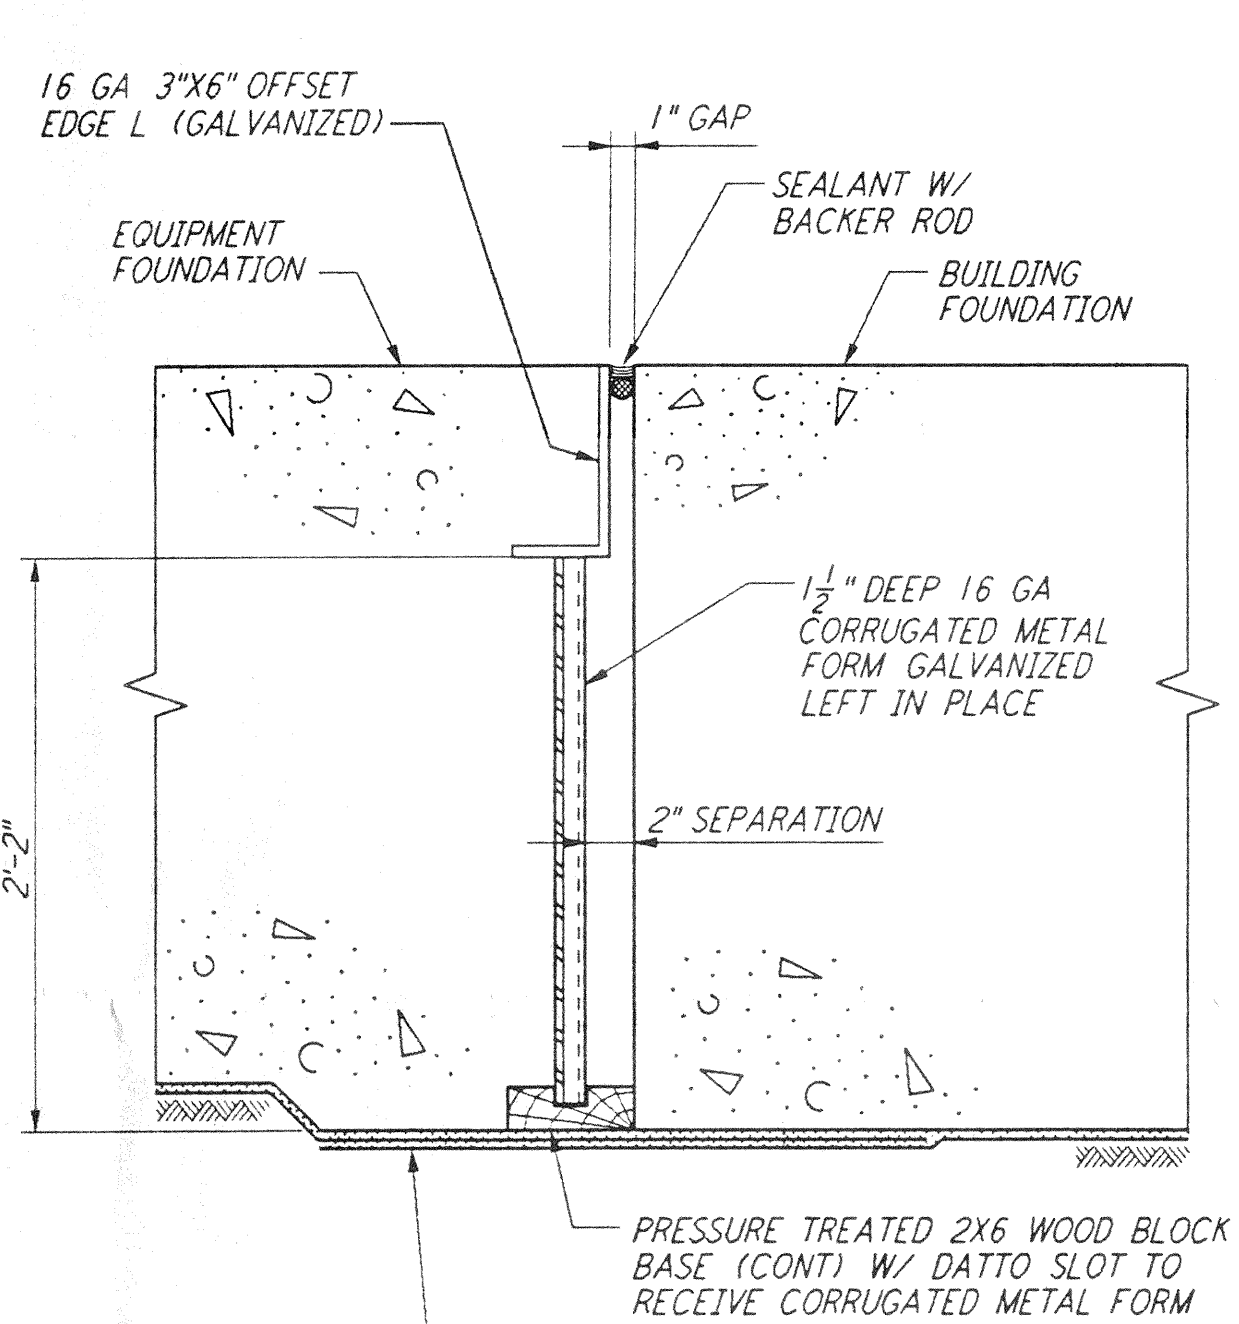 16 GA 3"X6" OFFSET
EDGE L (GALVANIZED)
1" GAP
SEALANT W/
BACKER ROD
EQUIPMENT
FOUNDATION
BUILDING
FOUNDATION
1 1/2" DEEP 16 GA
CORRUGATED METAL
FORM GALVANIZED
LEFT IN PLACE
2" SEPARATION
2'-2"
PRESSURE TREATED 2X6 WOOD BLOCK
BASE (CONT) W/ DATTO SLOT TO
RECEIVE CORRUGATED METAL FORM